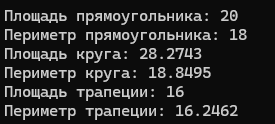 Площадь прямоугольника: 20
Периметр прямоугольника: 18
Площадь круга: 28.2743
Периметр круга: 18.8495
Площадь трапеции: 16
Периметр трапеции: 16.2462